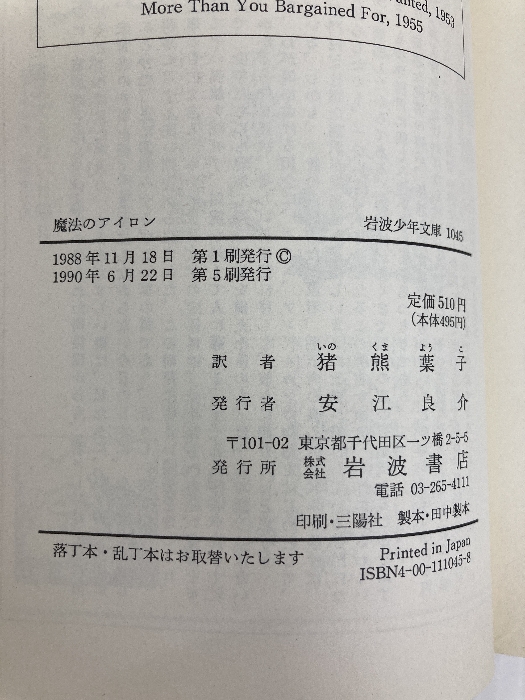 1953
More Than You Bargained For, 1955
魔法のアイロン
岩波少年文庫 1045
1988年11月18日 第1刷発行©
1990年6月22日 第5刷発行
定価510円
(本体495円)
いの くま よう こ
訳者 猪熊葉子
発行者 安江良介
〒101-02 東京都千代田区一ツ橋2-5-5
発行所 株式会社 岩波書店
電話 03-265-4111
印刷・三陽社 製本・田中製本
落丁本・乱丁本はお取替いたします
Printed in Japan
ISBN4-00-111045-8